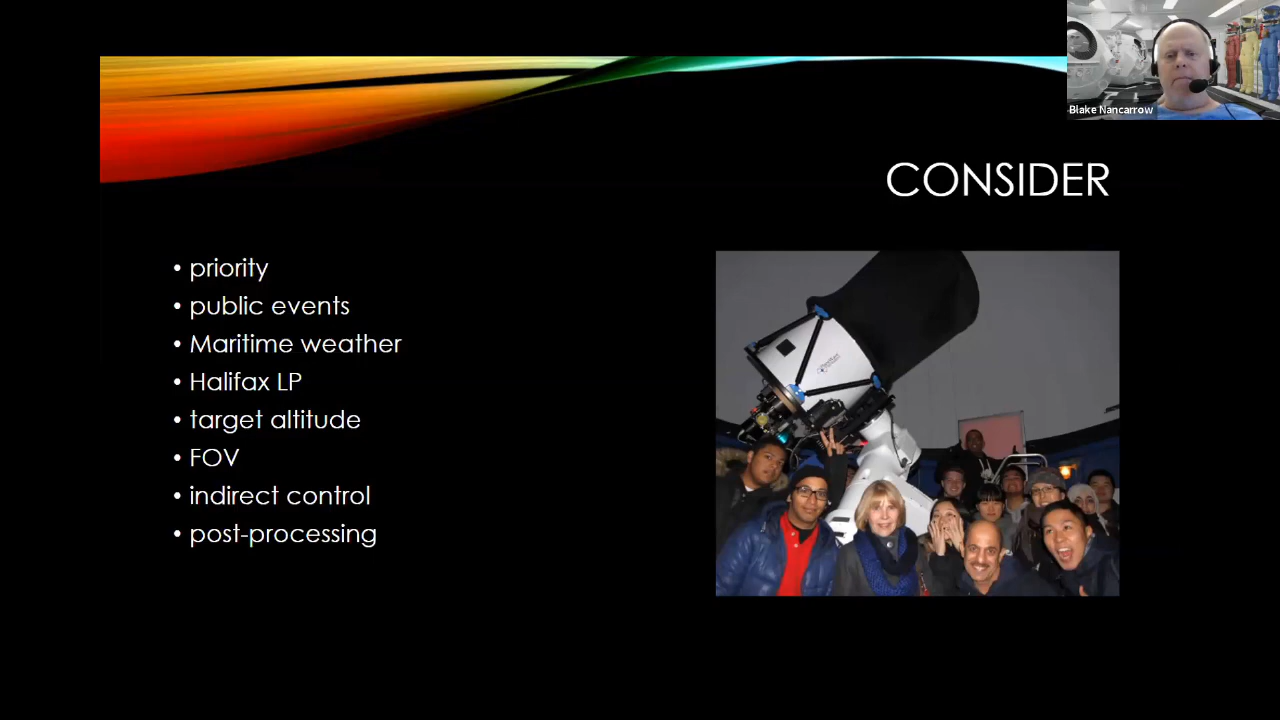 Blake Nancarrow
CONSIDER
• priority
• public events
• Maritime weather
• Halifax LP
• target altitude
• FOV
• indirect control
• post-processing